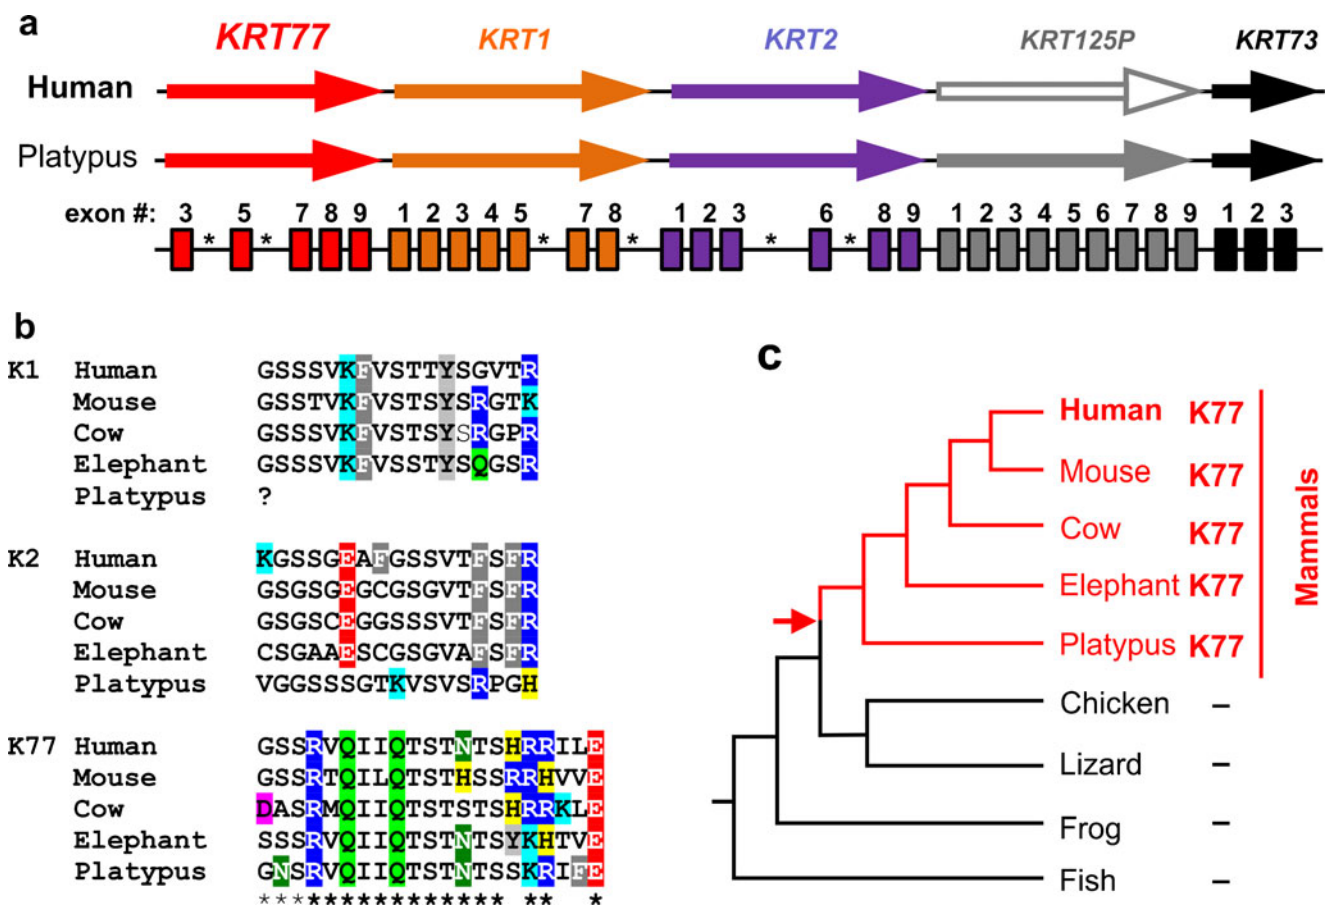 a
KRT77 KRT1 KRT2 KRT125P KRT73
Human
Platypus
exon #: 3 * 5 * 7 8 9 1 2 3 4 5 * 7 8 * 1 2 3 * 6 * 8 9 1 2 3 4 5 6 7 8 9 1 2 3
b
K1 Human GSSSVKFVSTTYSGVTR
Mouse GSSTVKFVSTSYSRGTK
Cow GSSSVKFVSTSYSRGPR
Elephant GSSSVKFVSSTYSQGSR
Platypus ?
K2 Human KGSSGEAFGSSVTFSFR
Mouse GSGSGEGCGSGVTFSFR
Cow GSGSCEGGSSSVTFSFR
Elephant CSGAAESCGSGVAFSFR
Platypus VGGSSSGTKVSVSRPGH
K77 Human GSSRVQIIQTSTNTSHRRILE
Mouse GSSRTQILQTSTHSSRRHVVE
Cow DASRMQIIQTSTSTSHRRKLE
Elephant SSSRVQIIQTSTNTSYKHTVE
Platypus GNSRVQIIQTSTNTSSKRIFE
*************** ** *
c
Human K77
Mouse K77
Cow K77
Elephant K77
Platypus K77
Mammals
Chicken –
Lizard –
Frog –
Fish –